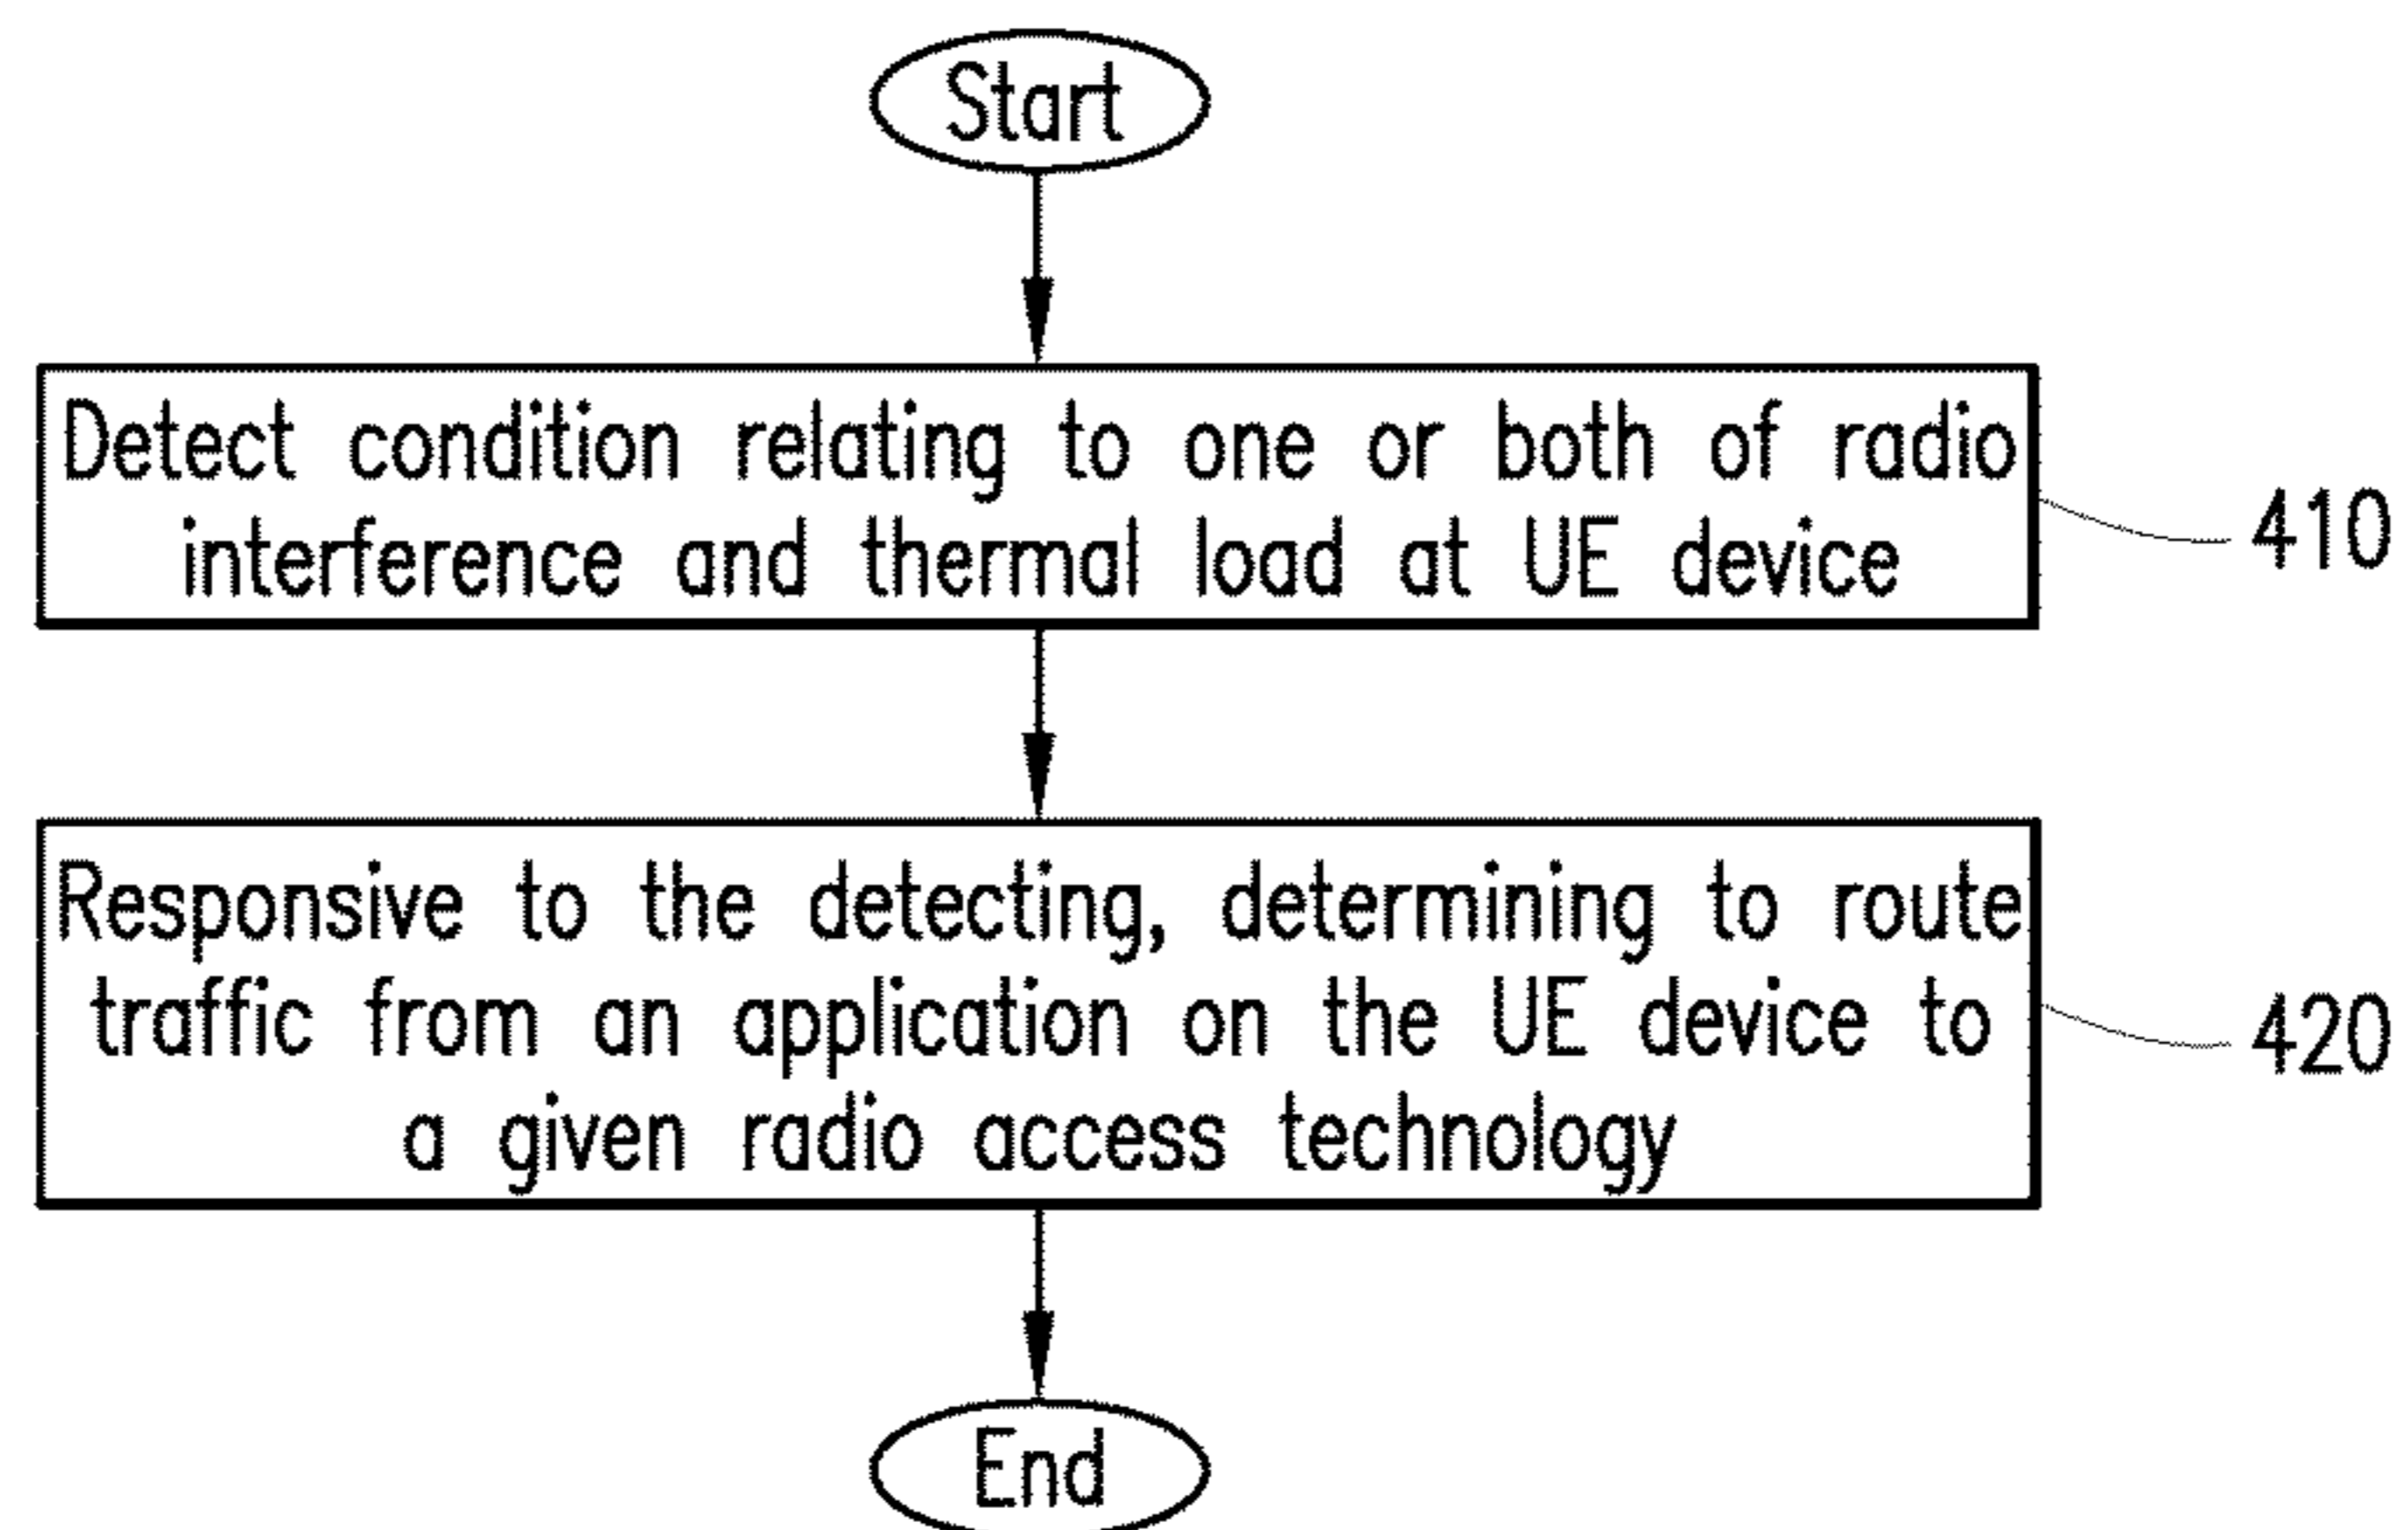 Start
Detect condition relating to one or both of radio
interference and thermal load at UE device
410
Responsive to the detecting, determining to route
traffic from an application on the UE device to
a given radio access technology
420
End